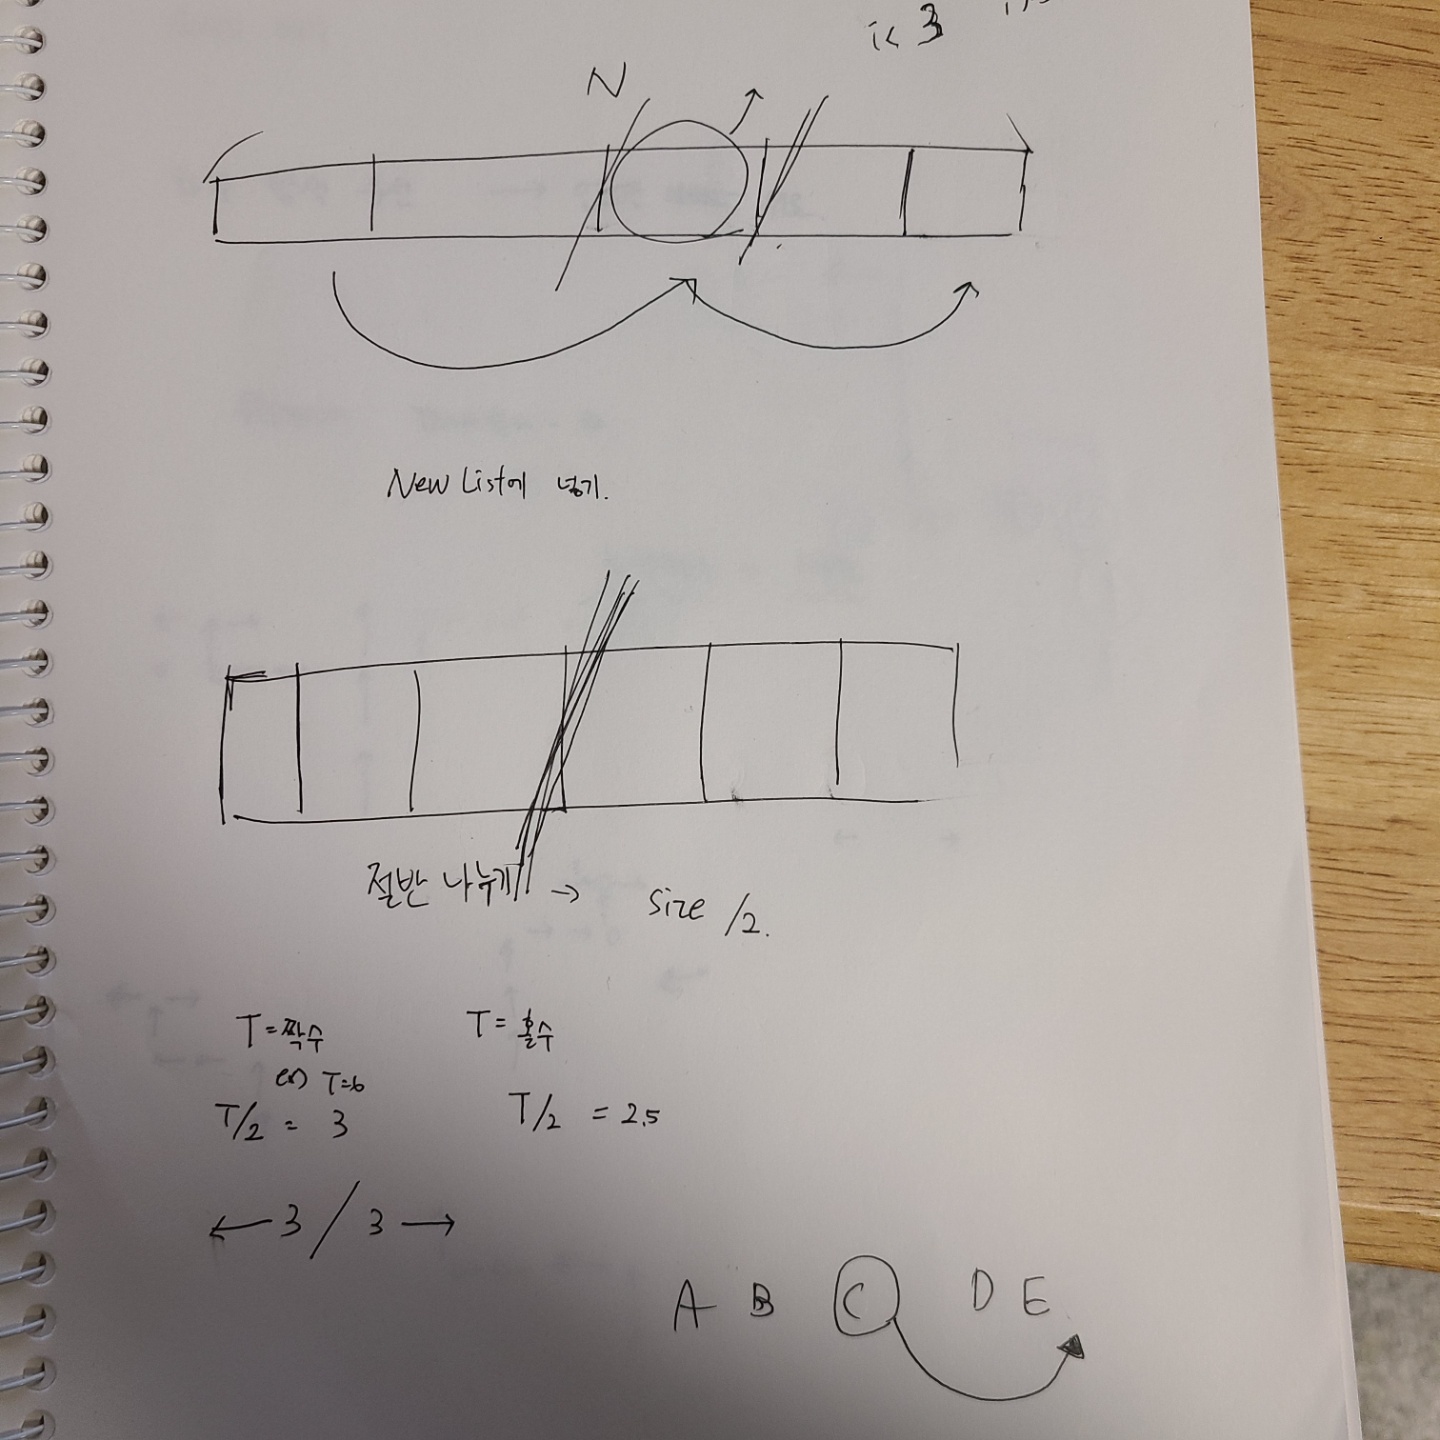 i<3
N
New List에 넣기.
절반 나누기 → size /2.
T=짝수 T=홀수
ex) T=6
T/2 = 3 T/2 = 2.5
← 3 / 3 →
A B C D E